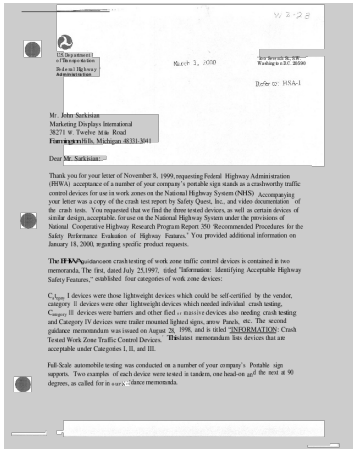 WZ-28
U.S. Department
of Transportation
Federal Highway
Administration
March 3, 2000
400 Seventh St., S.W.
Washington D.C. 20590
Refer to: HSA-1
Mr. John Sarkisian
Marketing Displays International
38271 W. Twelve Mile Road
Farmington Hills, Michigan 48331-3041
Dear Mr. Sarkisian:
Thank you for your letter of November 8, 1999, requesting Federal Highway Administration
(FHWA) acceptance of a number of your company's portable sign stands as a crashworthy traffic
control devices for use in work zones on the National Highway System (NHS) Accompanying
your letter was a copy of the crash test report by Safety Quest, Inc., and video documentation of
the crash tests. You requested that we find the three tested devices, as well as certain devices of
similar design, acceptable for use on the National Highway System under the provisions of
National Cooperative Highway Research Program Report 350 "Recommended Procedures for the
Safety Performance Evaluation of Highway Features." You provided additional information on
January 18, 2000, regarding specific product requests.
The FHWA guidance on crash testing of work zone traffic control devices is contained in two
memoranda, The first, dated July 25,1997, titled "Information: Identifying Acceptable Highway
Safety Features," established four categories of work zone devices:
Category I devices were those lightweight devices which could be self-certified by the vendor,
category II devices were other lightweight devices which needed individual crash testing,
Category III devices were barriers and other fied or massive devices also needing crash testing
and Category IV devices were trailer mounted lighted signs, arrow Panels, etc. The second
guidance memorandum was issued on August 28, 1998, and is titled "INFORMATION: Crash
Tested Work Zone Traffic Control Devices. This latest memorandum lists devices that are
acceptable under Categories I, II, and III.
Full-Scale automobile testing was conducted on a number of your company's Portable sign
supports. Two examples of each device were tested in tandem, one head-on and the next at 90
degrees, as called for in our guidance memoranda.